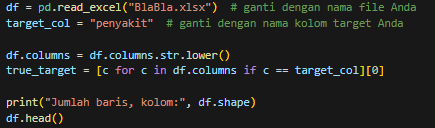 df = pd.read_excel("BlaBla.xlsx")  # ganti dengan nama file Anda
target_col = "penyakit"  # ganti dengan nama kolom target Anda
df.columns = df.columns.str.lower()
true_target = [c for c in df.columns if c == target_col][0]
print("Jumlah baris, kolom:", df.shape)
df.head()